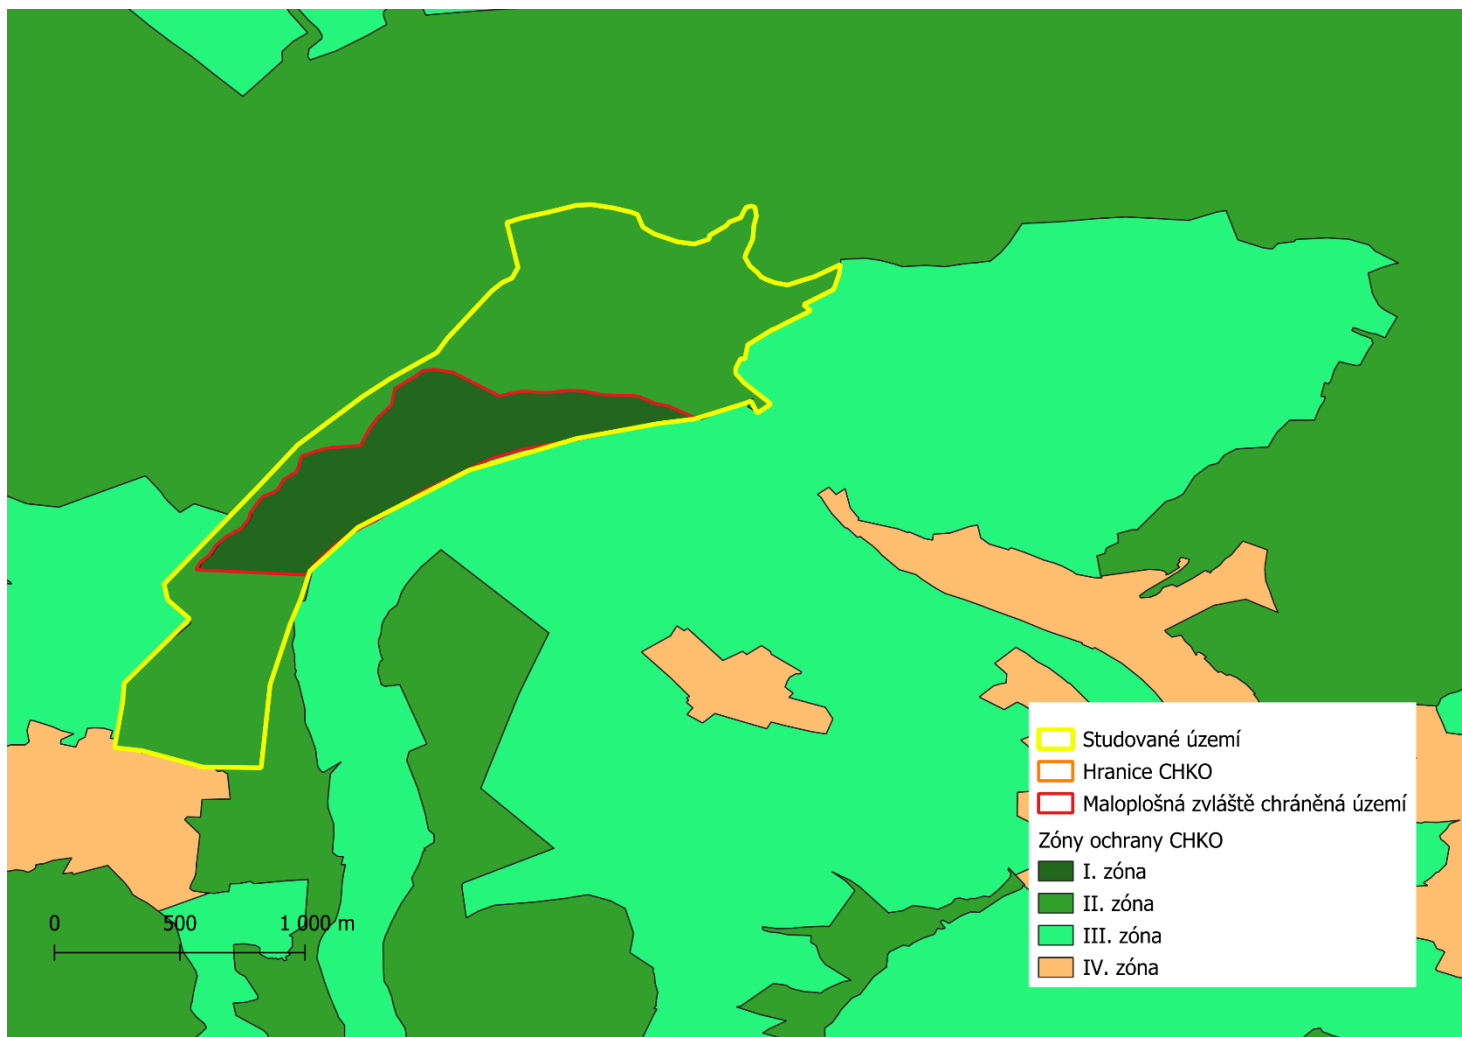 Studované území
Hranice CHKO
Maloplošná zvláště chráněná území
Zóny ochrany CHKO
I. zóna
II. zóna
III. zóna
IV. zóna
0 500 1 000 m